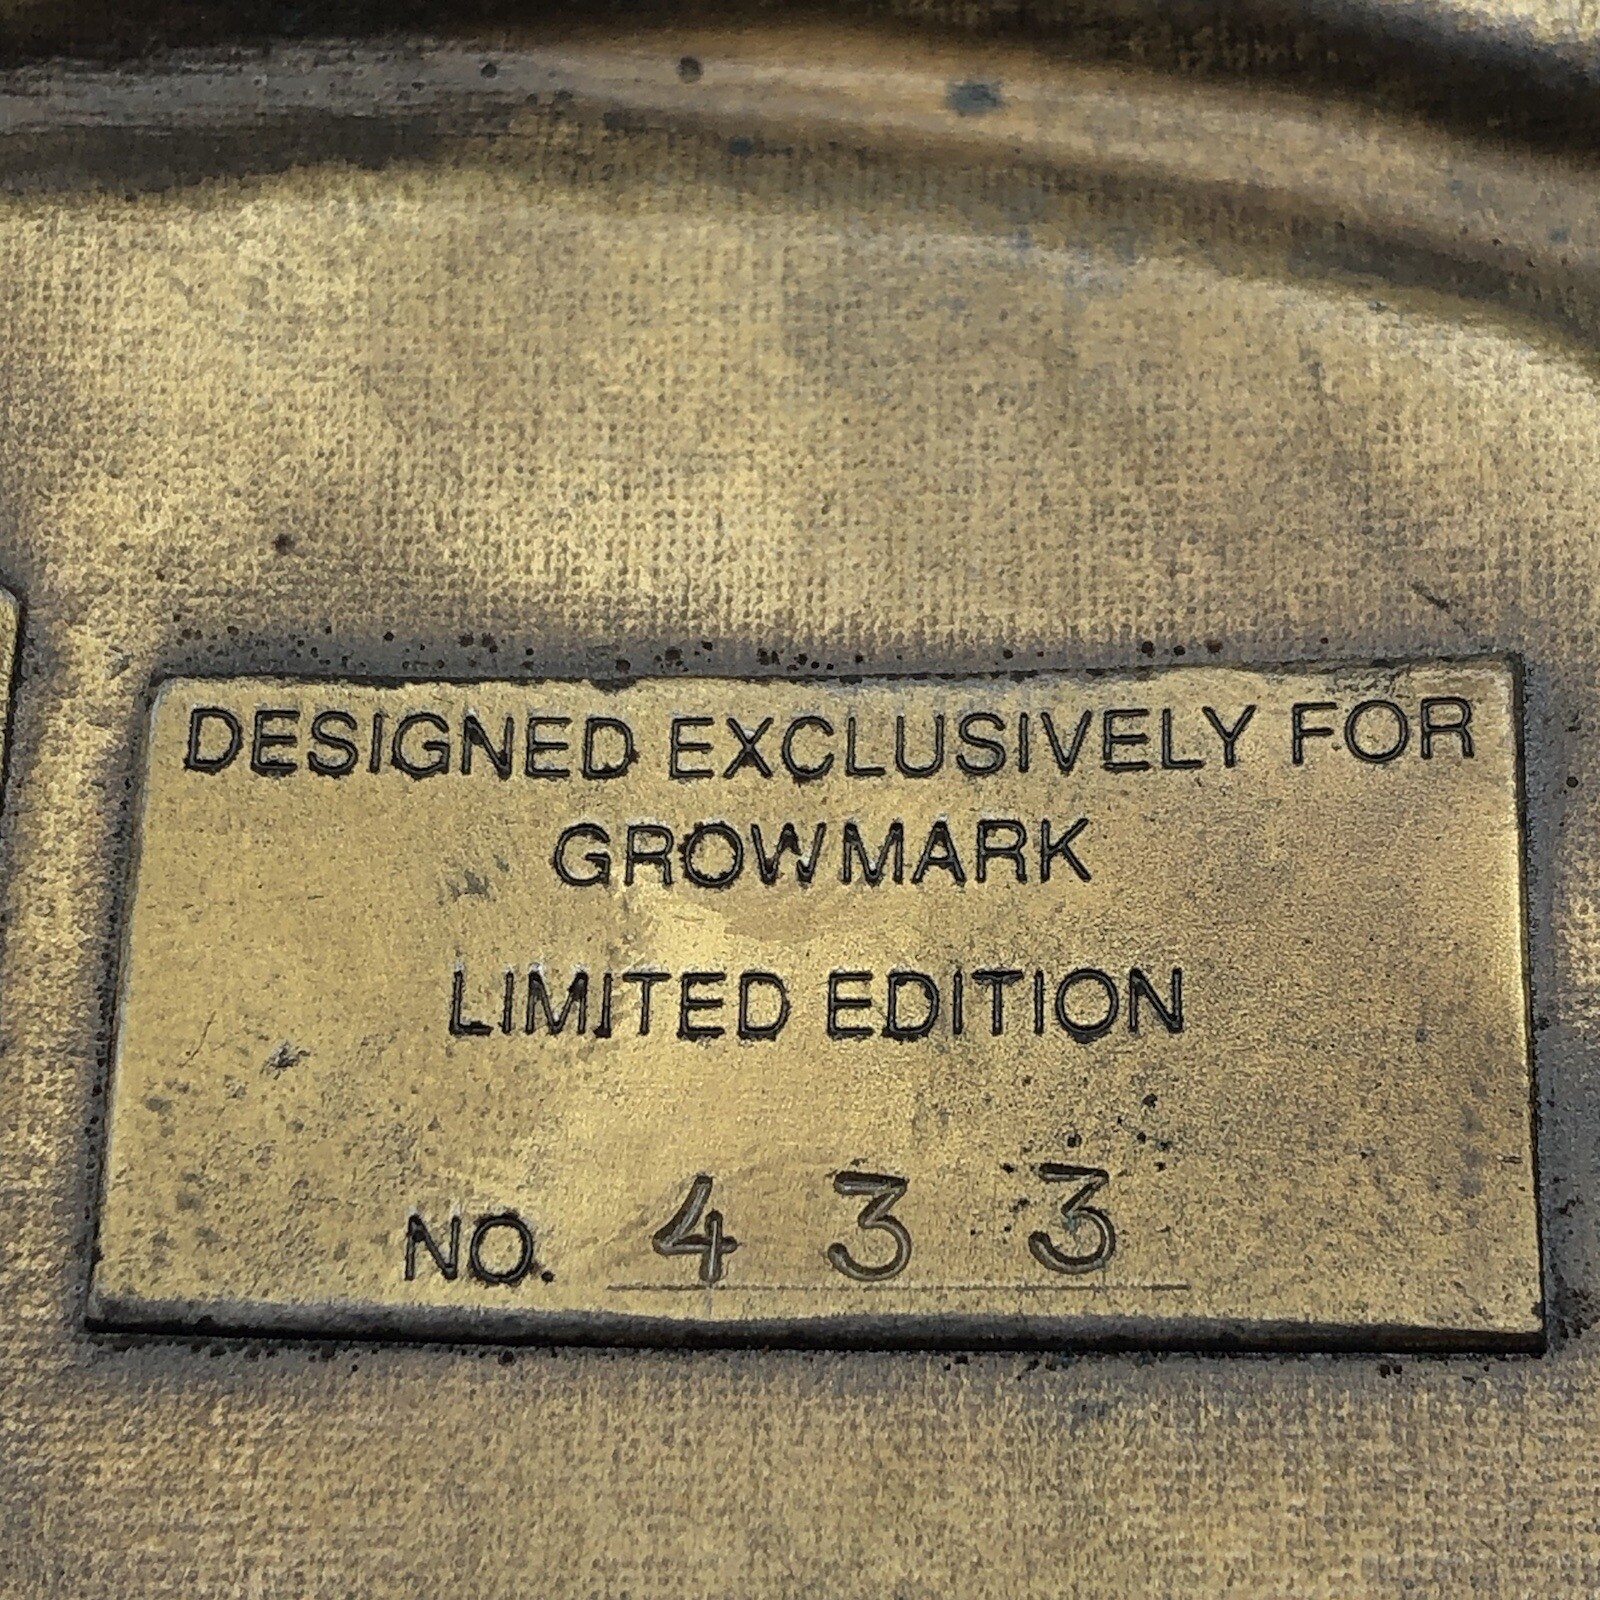 DESIGNED EXCLUSIVELY FOR
GROWMARK
LIMITED EDITION
NO. 433